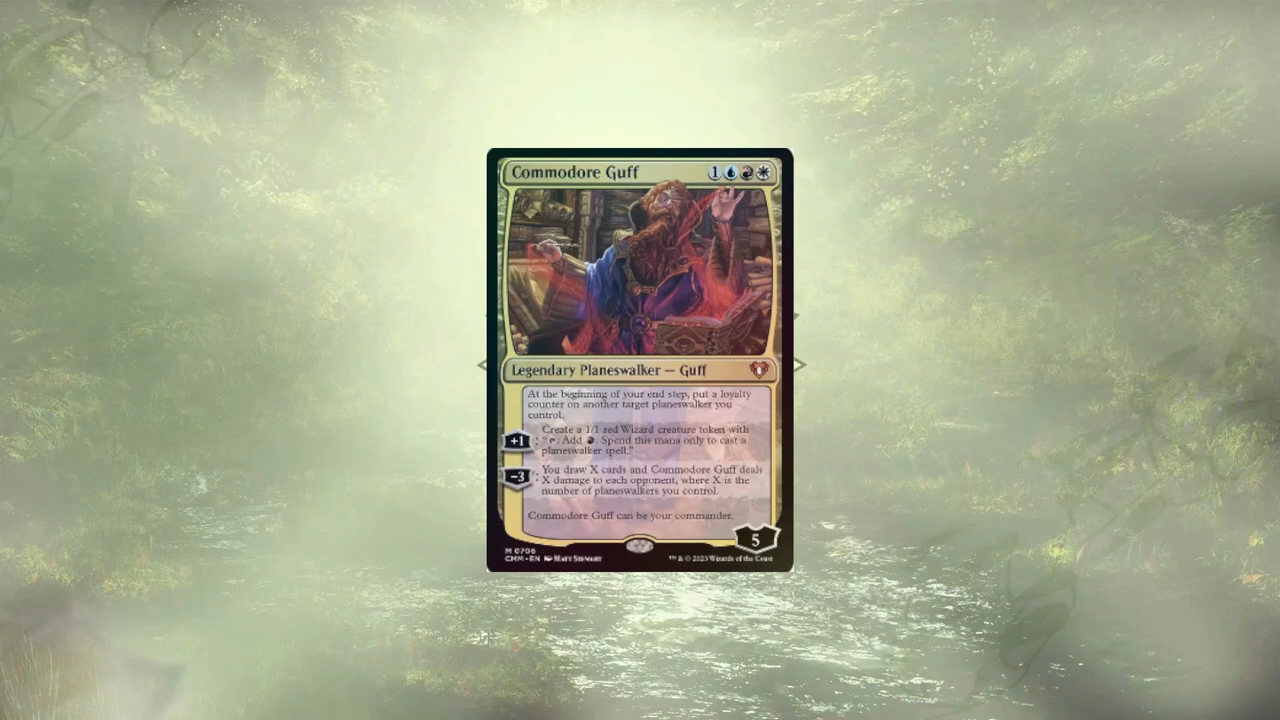 Commodore Guff 1
Legendary Planeswalker — Guff
At the beginning of your end step, put a loyalty
counter on another target planeswalker you
control.
Create a 1/1 red Wizard creature token with
+1 : ": Add . Spend this mana only to cast a
planeswalker spell."
You draw X cards and Commodore Guff deals
−3 : X damage to each opponent, where X is the
number of planeswalkers you control.
Commodore Guff can be your commander.
5
M 0706
CMM • EN Matt Stewart
™ & © 2023 Wizards of the Coast